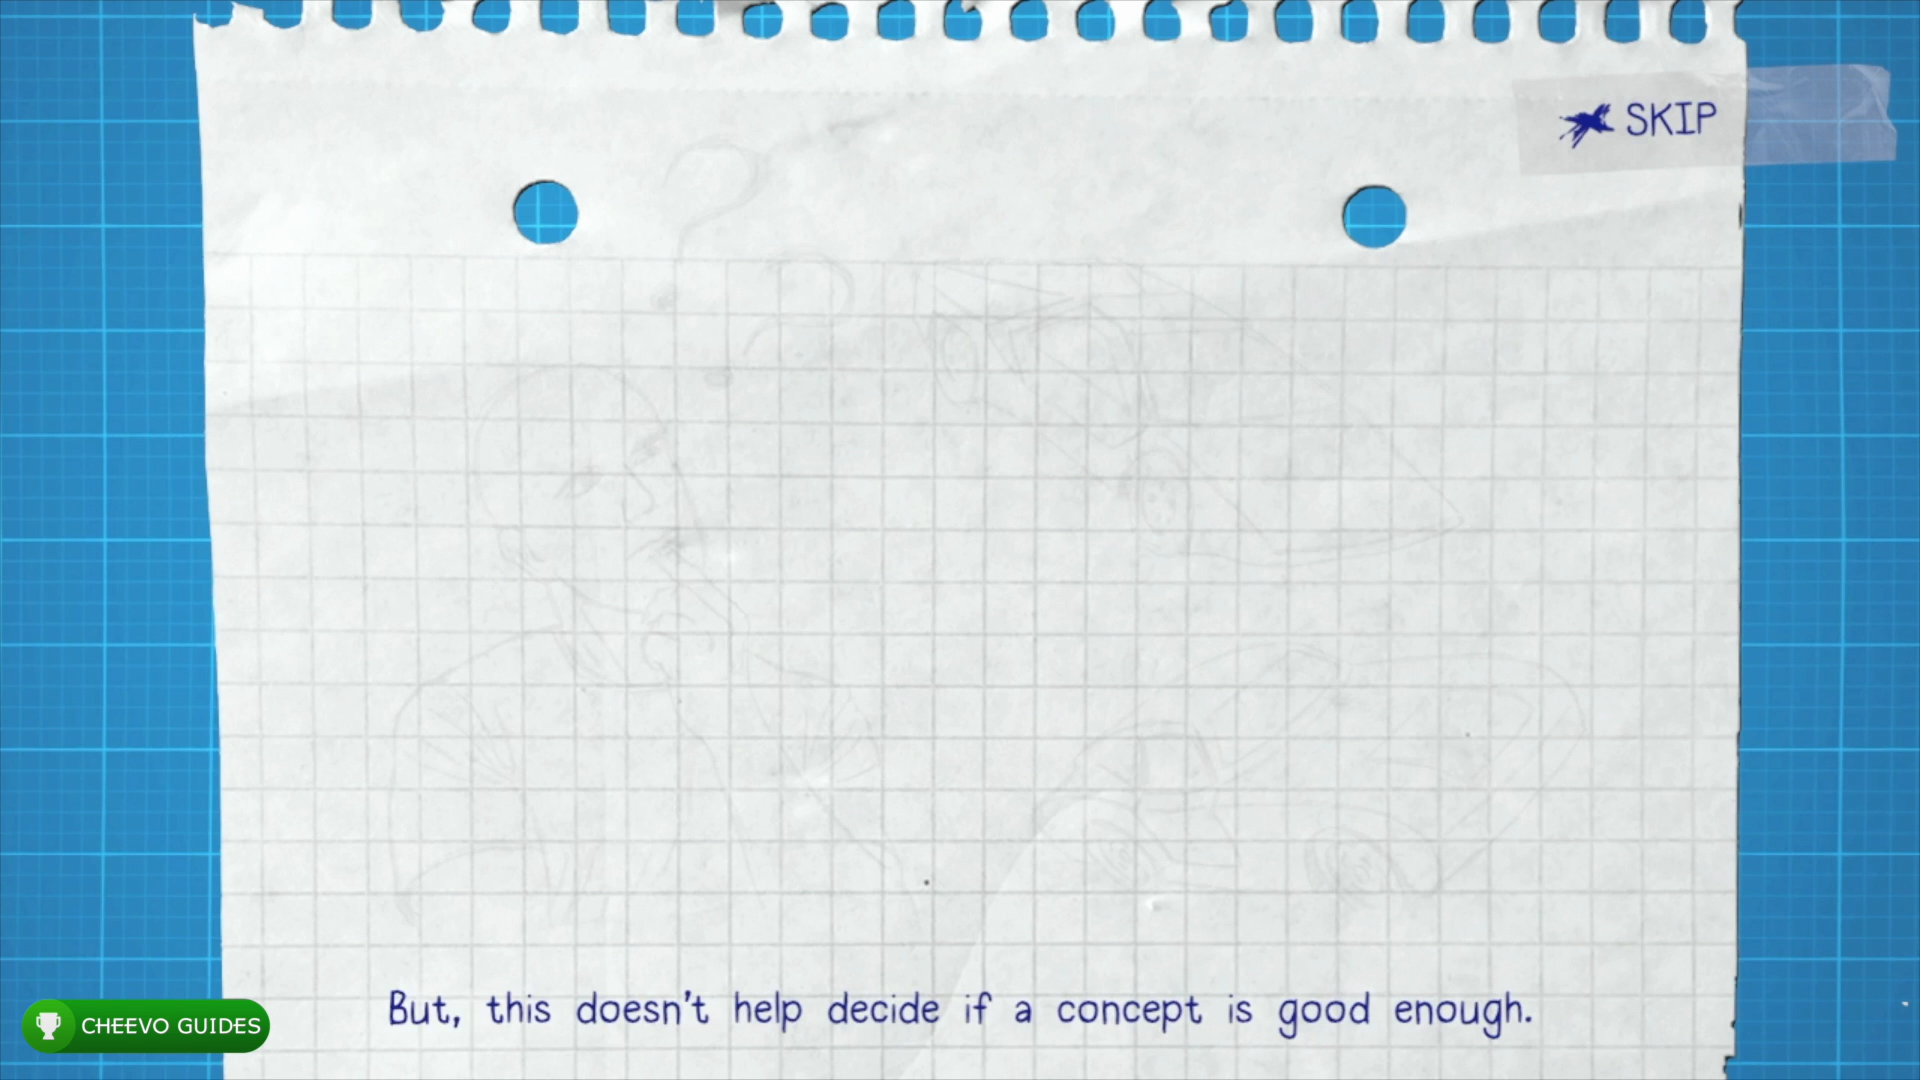 SKIP
But, this doesn't help decide if a concept is good enough.
CHEEVO GUIDES